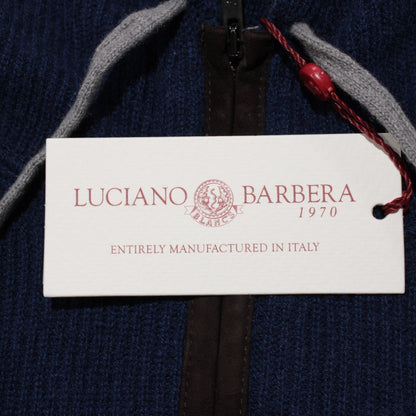 LUCIANO BARBERA
1970
ENTIRELY MANUFACTURED IN ITALY